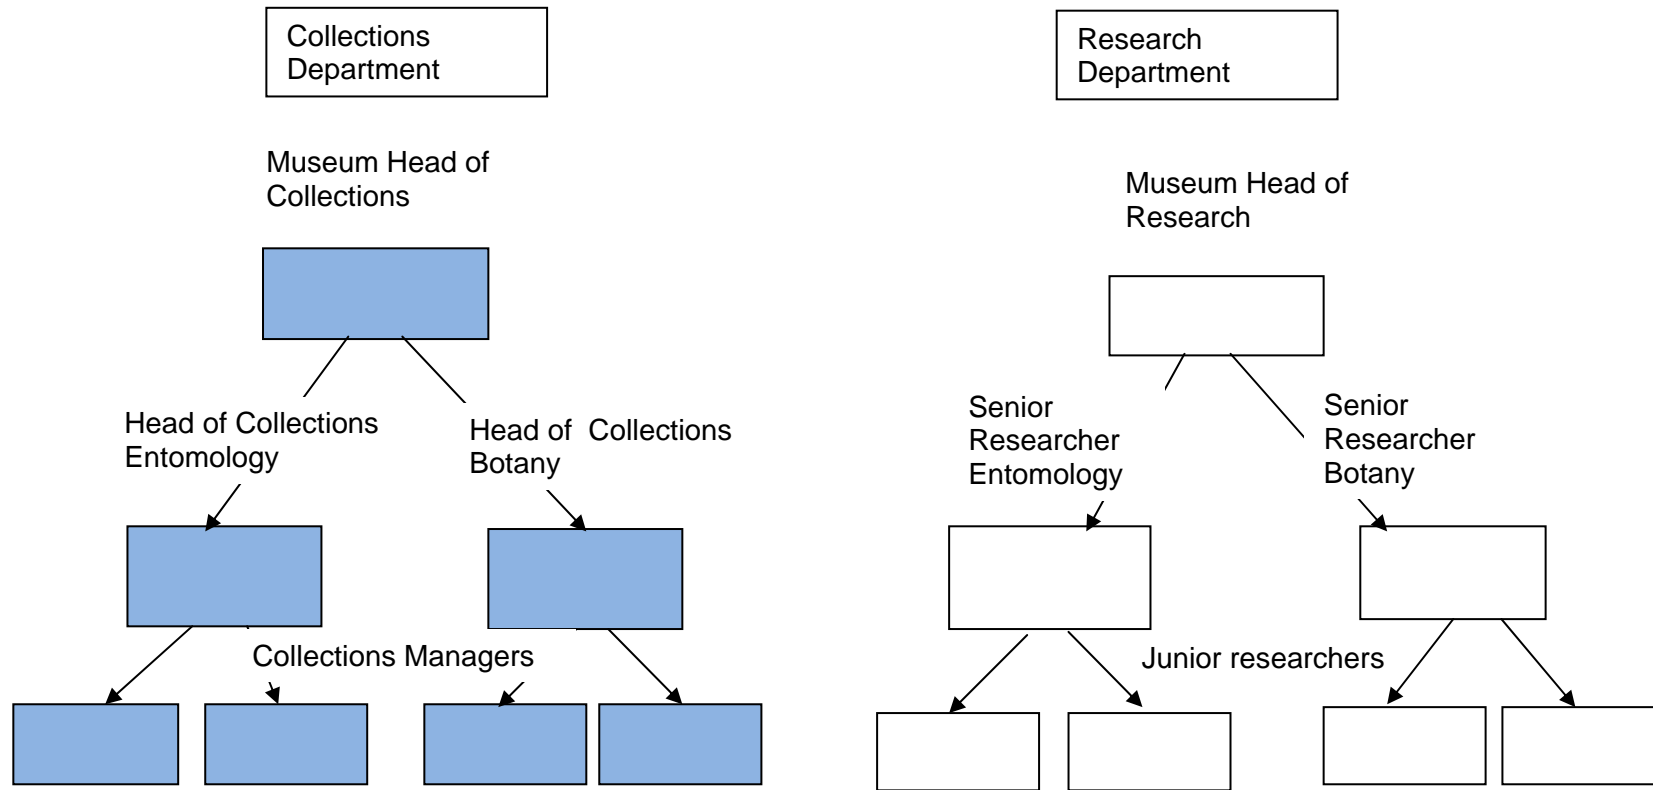 Collections
Department
Museum Head of
Collections
Head of Collections
Entomology
Head of  Collections
Botany
Collections Managers
Research
Department
Museum Head of
Research
Senior
Researcher
Entomology
Senior
Researcher
Botany
Junior researchers